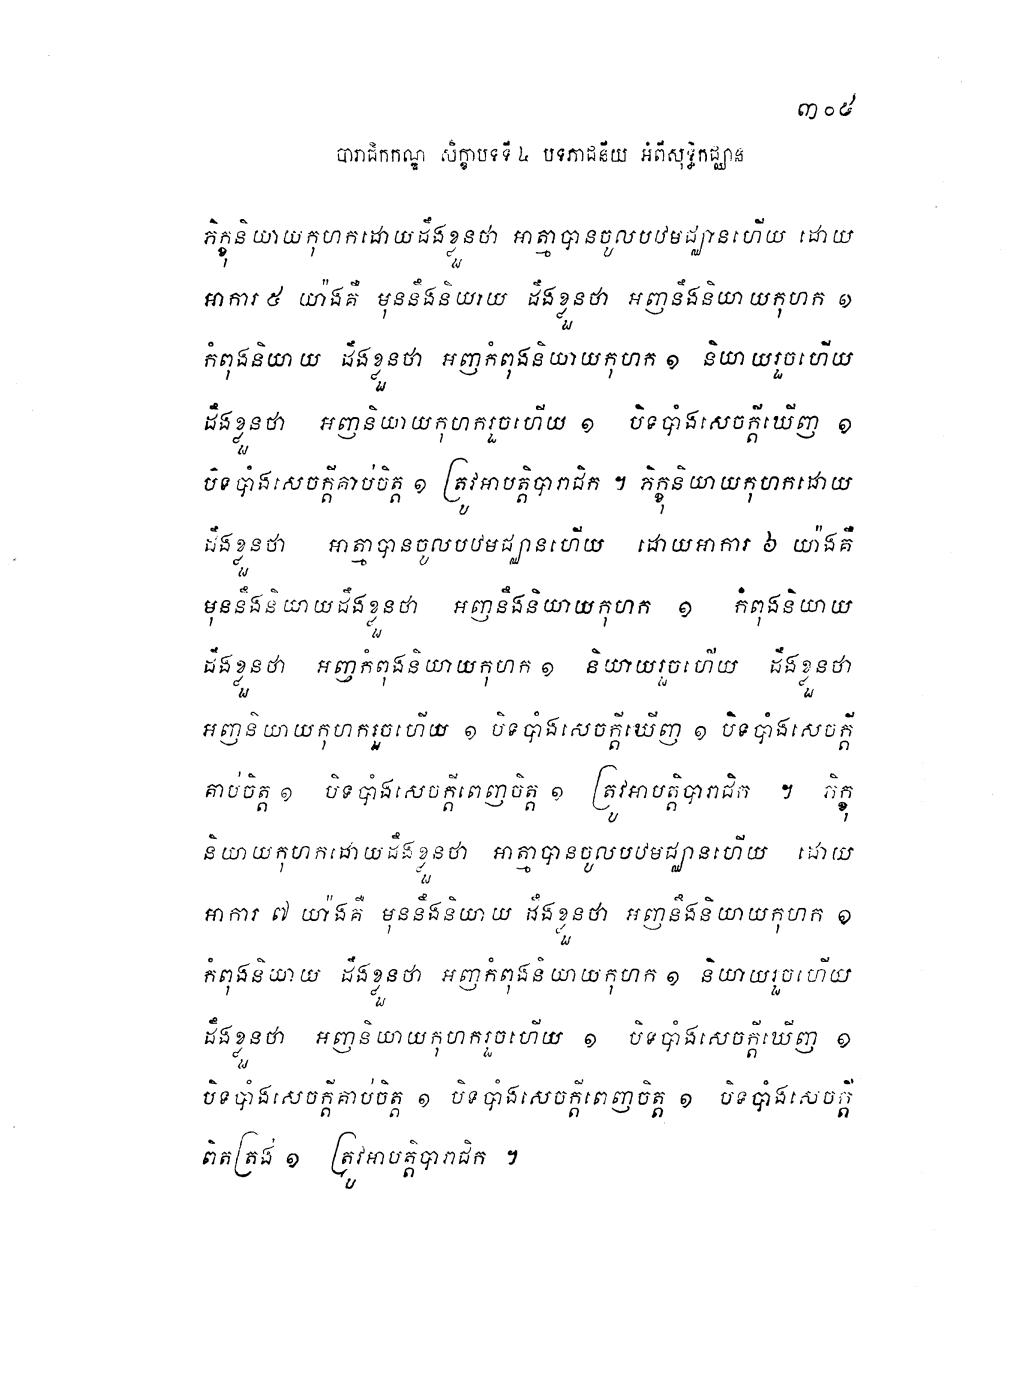 ៣០៩
បារាជិកកណ្ឌ សិក្ខាបទទី ៤ បទភាជនីយ អំពីសុទ្ធិកជ្ឈាន
ភិក្ខុនិយាយកុហកដោយដឹងខ្លួនថា អាត្មាបានចូលបឋមជ្ឈានហើយ ដោយ
អាការ ៥ យ៉ាងគឺ មុននឹងនិយាយ ដឹងខ្លួនថា អញនឹងនិយាយកុហក ១
កំពុងនិយាយ ដឹងខ្លួនថា អញកំពុងនិយាយកុហក ១ និយាយរួចហើយ
ដឹងខ្លួនថា អញនិយាយកុហករួចហើយ ១ បិទបាំងសេចក្តីឃើញ ១
បិទបាំងសេចក្តីគាប់ចិត្ត ១ ត្រូវអាបត្តិបារាជិក ។ ភិក្ខុនិយាយកុហកដោយ
ដឹងខ្លួនថា អាត្មាបានចូលបឋមជ្ឈានហើយ ដោយអាការ ៦ យ៉ាងគឺ
មុននឹងនិយាយដឹងខ្លួនថា អញនឹងនិយាយកុហក ១ កំពុងនិយាយ
ដឹងខ្លួនថា អញកំពុងនិយាយកុហក ១ និយាយរួចហើយ ដឹងខ្លួនថា
អញនិយាយកុហករួចហើយ ១ បិទបាំងសេចក្តីឃើញ ១ បិទបាំងសេចក្តី
គាប់ចិត្ត ១ បិទបាំងសេចក្តីពេញចិត្ត ១ ត្រូវអាបត្តិបារាជិក ។ ភិក្ខុ
និយាយកុហកដោយដឹងខ្លួនថា អាត្មាបានចូលបឋមជ្ឈានហើយ ដោយ
អាការ ៧ យ៉ាងគឺ មុននឹងនិយាយ ដឹងខ្លួនថា អញនឹងនិយាយកុហក ១
កំពុងនិយាយ ដឹងខ្លួនថា អញកំពុងនិយាយកុហក ១ និយាយរួចហើយ
ដឹងខ្លួនថា អញនិយាយកុហករួចហើយ ១ បិទបាំងសេចក្តីឃើញ ១
បិទបាំងសេចក្តីគាប់ចិត្ត ១ បិទបាំងសេចក្តីពេញចិត្ត ១ បិទបាំងសេចក្តី
ពិតត្រង់ ១ ត្រូវអាបត្តិបារាជិក ។